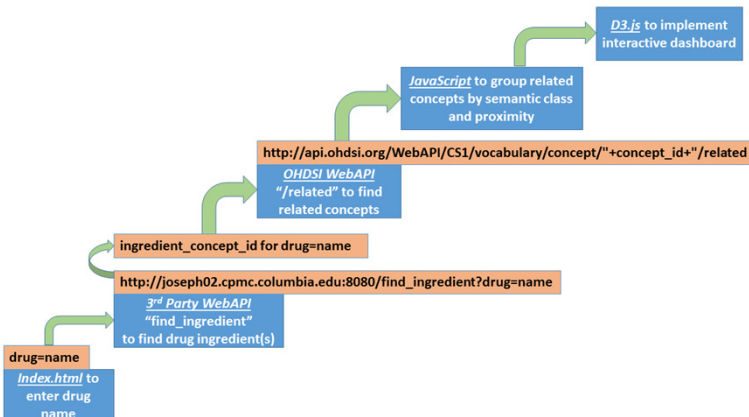 D3.js to implement
interactive dashboard
JavaScript to group related
concepts by semantic class
and proximity
http://api.ohdsi.org/WebAPI/CS1/vocabulary/concept/"+concept_id+"/related
OHDSI WebAPI
“/related” to find
related concepts
ingredient_concept_id for drug=name
http://joseph02.cpmc.columbia.edu:8080/find_ingredient?drug=name
3rd Party WebAPI
“find_ingredient”
to find drug ingredient(s)
drug=name
Index.html to
enter drug
name